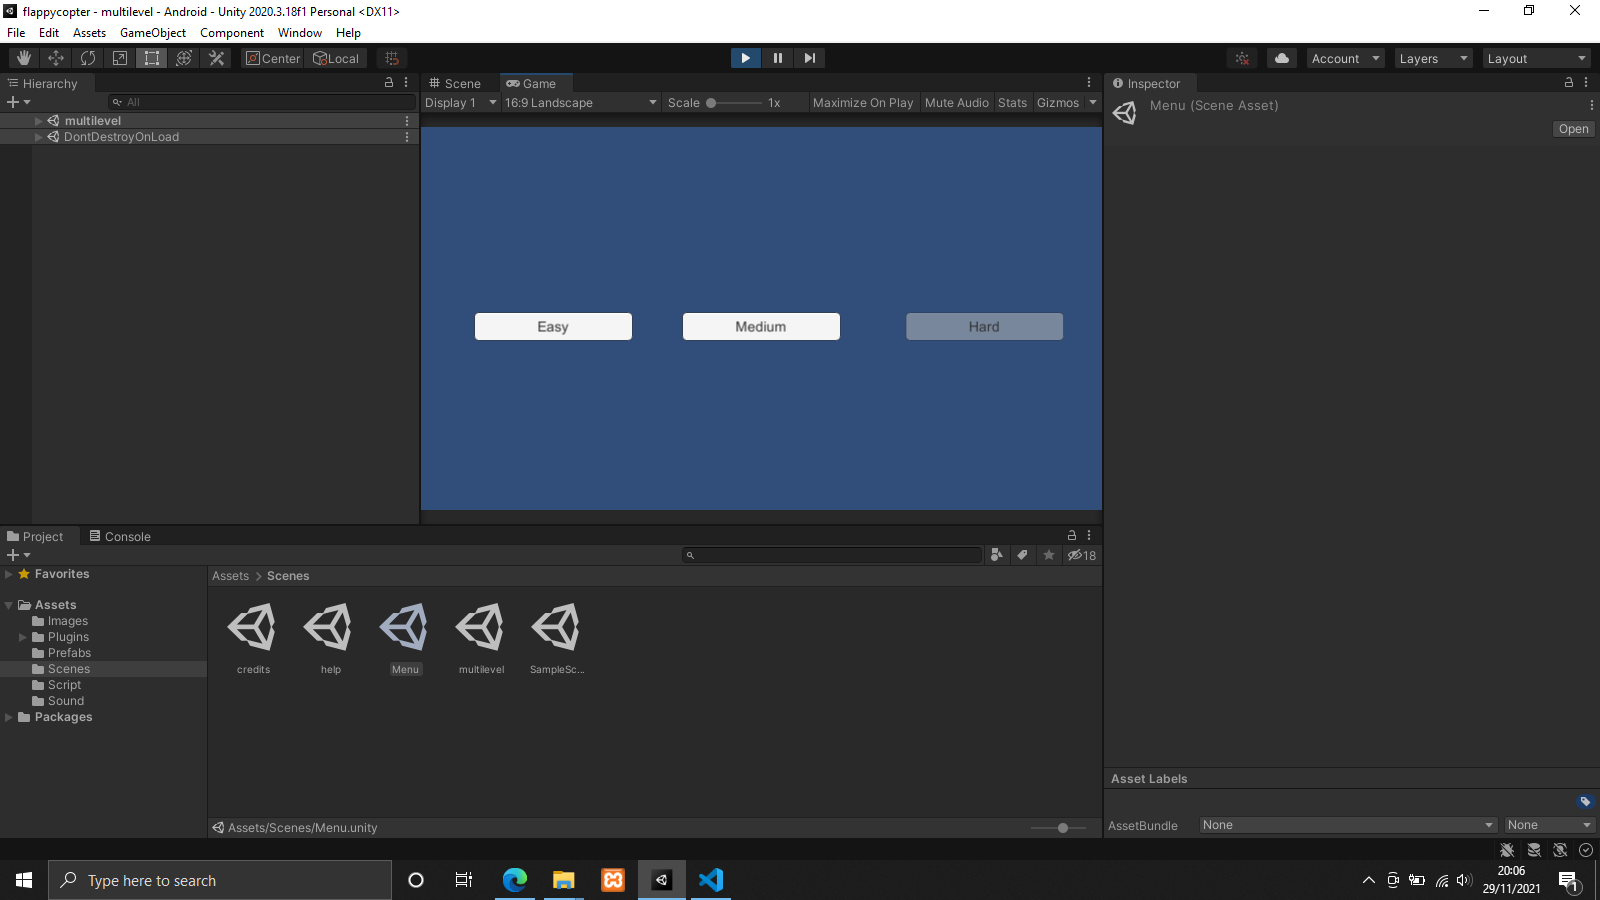 flappycopter - multilevel - Android - Unity 2020.3.18f1 Personal <DX11>
File Edit Assets GameObject Component Window Help
Center Local Account Layers Layout
Hierarchy
All
multilevel
DontDestroyOnLoad
Scene Game
Display 1 16:9 Landscape Scale 1x Maximize On Play Mute Audio Stats Gizmos
Easy Medium Hard
Inspector
Menu (Scene Asset)
Open
Project Console
18
Favorites
Assets
Images
Plugins
Prefabs
Scenes
Script
Sound
Packages
Assets > Scenes
credits help Menu multilevel SampleSc...
Assets/Scenes/Menu.unity
Asset Labels
AssetBundle None None
Type here to search
20:06
29/11/2021
1